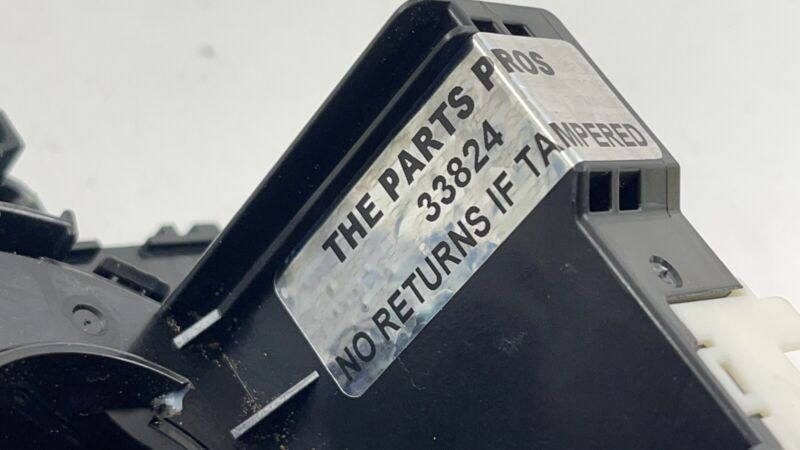 THE PARTS PROS
33824
NO RETURNS IF TAMPERED